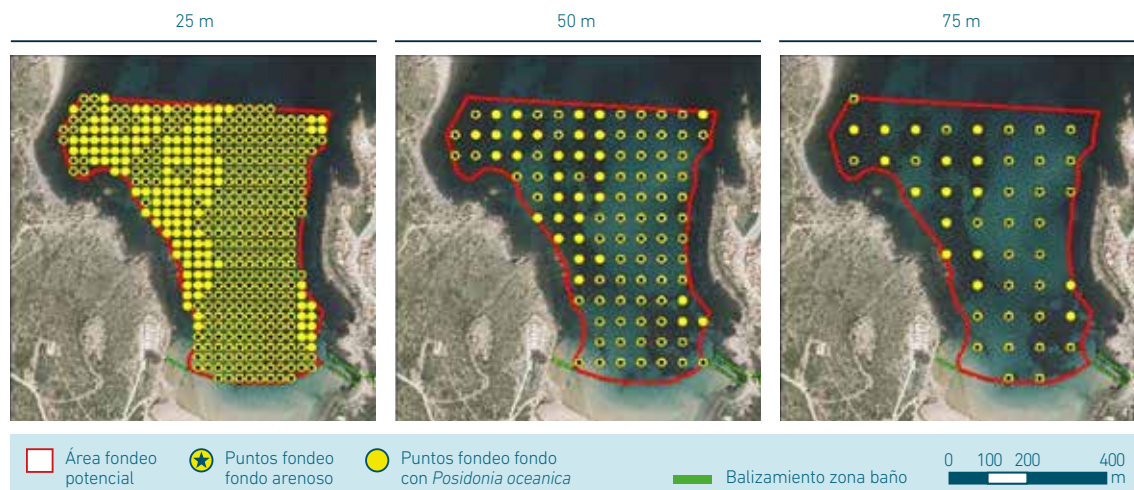 25 m
50 m
75 m
Área fondeo
potencial
Puntos fondeo
fondo arenoso
Puntos fondeo fondo
con Posidonia oceanica
Balizamiento zona baño
0 100 200 400
m